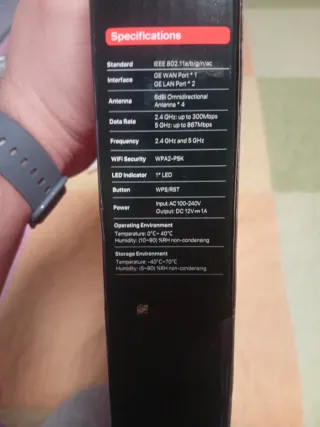 Specifications
Standard IEEE 802.11a/b/g/n/ac
Interface GE WAN Port * 1
GE LAN Port * 2
Antenna 6dBi Omnidirectional
Antenna * 4
Data Rate 2.4 GHz: up to 300Mbps
5 GHz: up to 867Mbps
Frequency 2.4 GHz and 5 GHz
WiFi Security WPA2-PSK
LED Indicator 1* LED
Button WPS/RST
Power Input: AC 100-240V
Output: DC 12V⎓1A
Operating Environment
Temperature: 0°C~ 40°C
Humidity: (10~90) %RH non-condensing
Storage Environment
Temperature: -40°C~70°C
Humidity: (5~90) %RH non-condensing